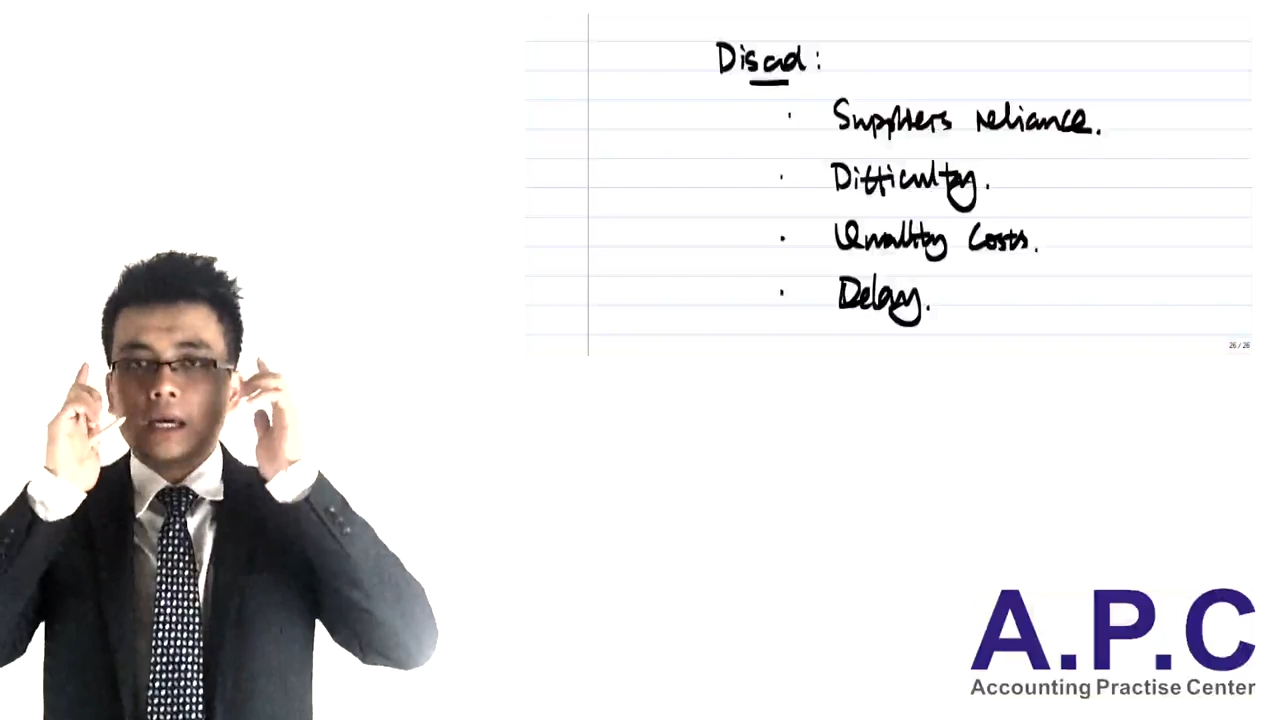 Disad:
· Suppliers reliance.
· Difficulty.
· Quality Costs.
· Delay.
26 / 26
A.P.C
Accounting Practise Center